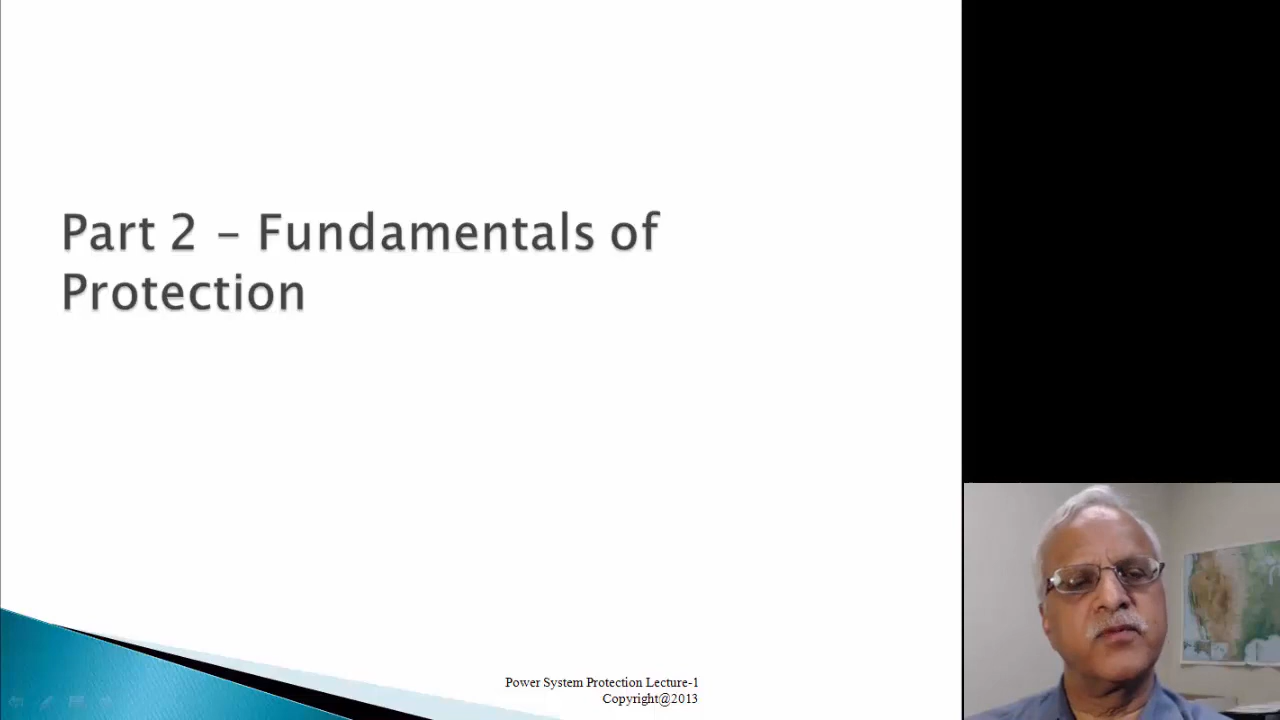 Part 2 – Fundamentals of
Protection
Power System Protection Lecture-1
Copyright@2013